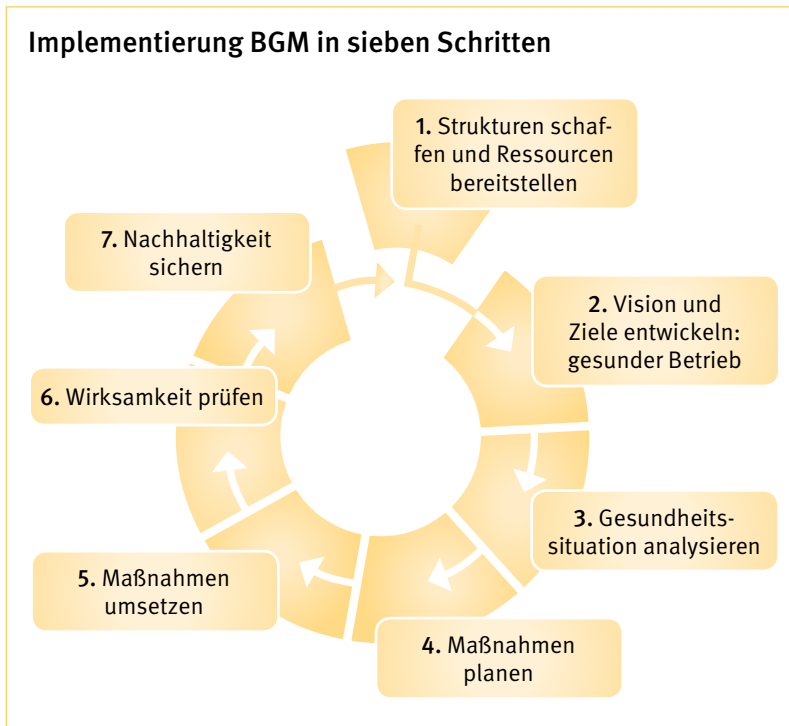 Implementierung BGM in sieben Schritten
1. Strukturen schaf-
fen und Ressourcen
bereitstellen
2. Vision und
Ziele entwickeln:
gesunder Betrieb
3. Gesundheits-
situation analysieren
4. Maßnahmen
planen
5. Maßnahmen
umsetzen
6. Wirksamkeit prüfen
7. Nachhaltigkeit
sichern